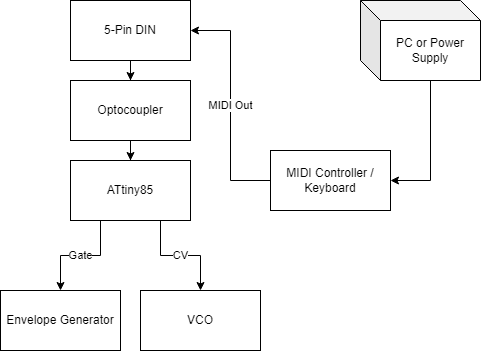 5-Pin DIN
PC or Power
Supply
Optocoupler
MIDI Out
MIDI Controller /
Keyboard
ATtiny85
Gate
CV
Envelope Generator
VCO